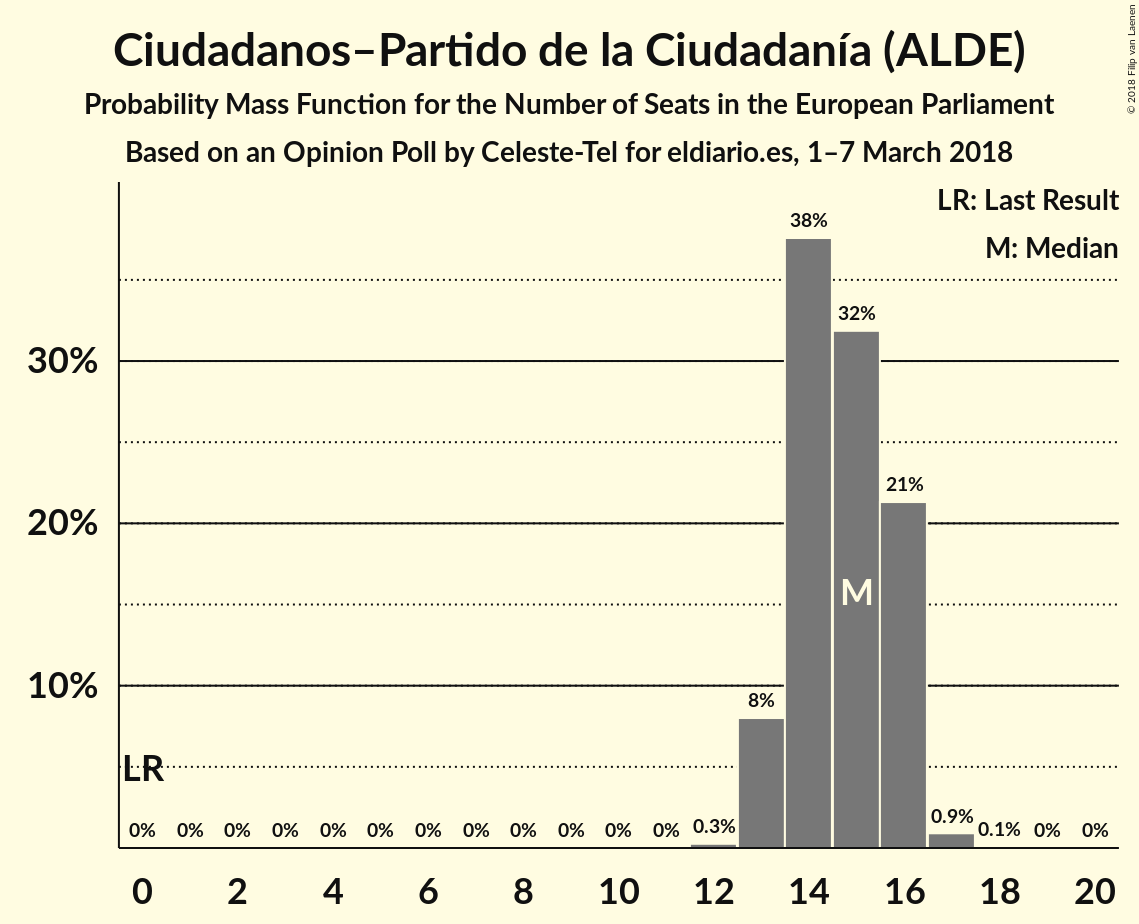 Ciudadanos–Partido de la Ciudadanía (ALDE)
Probability Mass Function for the Number of Seats in the European Parliament
Based on an Opinion Poll by Celeste-Tel for eldiario.es, 1–7 March 2018
© 2018 Filip van Laenen
LR: Last Result
M: Median
38%
32%
30%
21%
20%
M
10%
8%
LR
0% 0% 0% 0% 0% 0% 0% 0% 0% 0% 0% 0% 0.3% 0.9% 0.1% 0% 0%
0 2 4 6 8 10 12 14 16 18 20